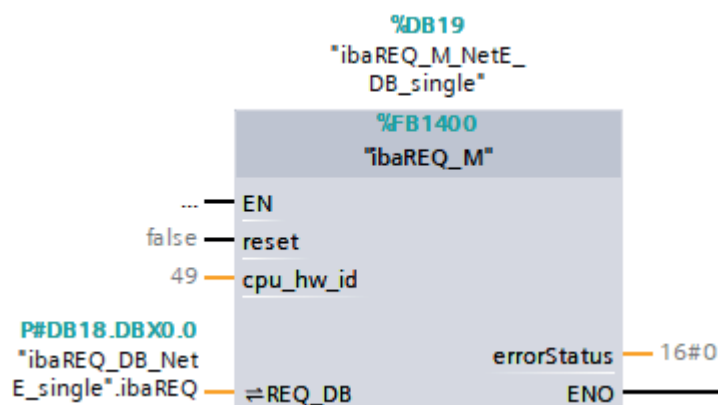 %DB19
"ibaREQ_M_NetE_
DB_single"
%FB1400
"ibaREQ_M"
... EN
false reset
49 cpu_hw_id
P#DB18.DBX0.0
"ibaREQ_DB_Net
errorStatus 16#0
E_single".ibaREQ ⇌REQ_DB ENO